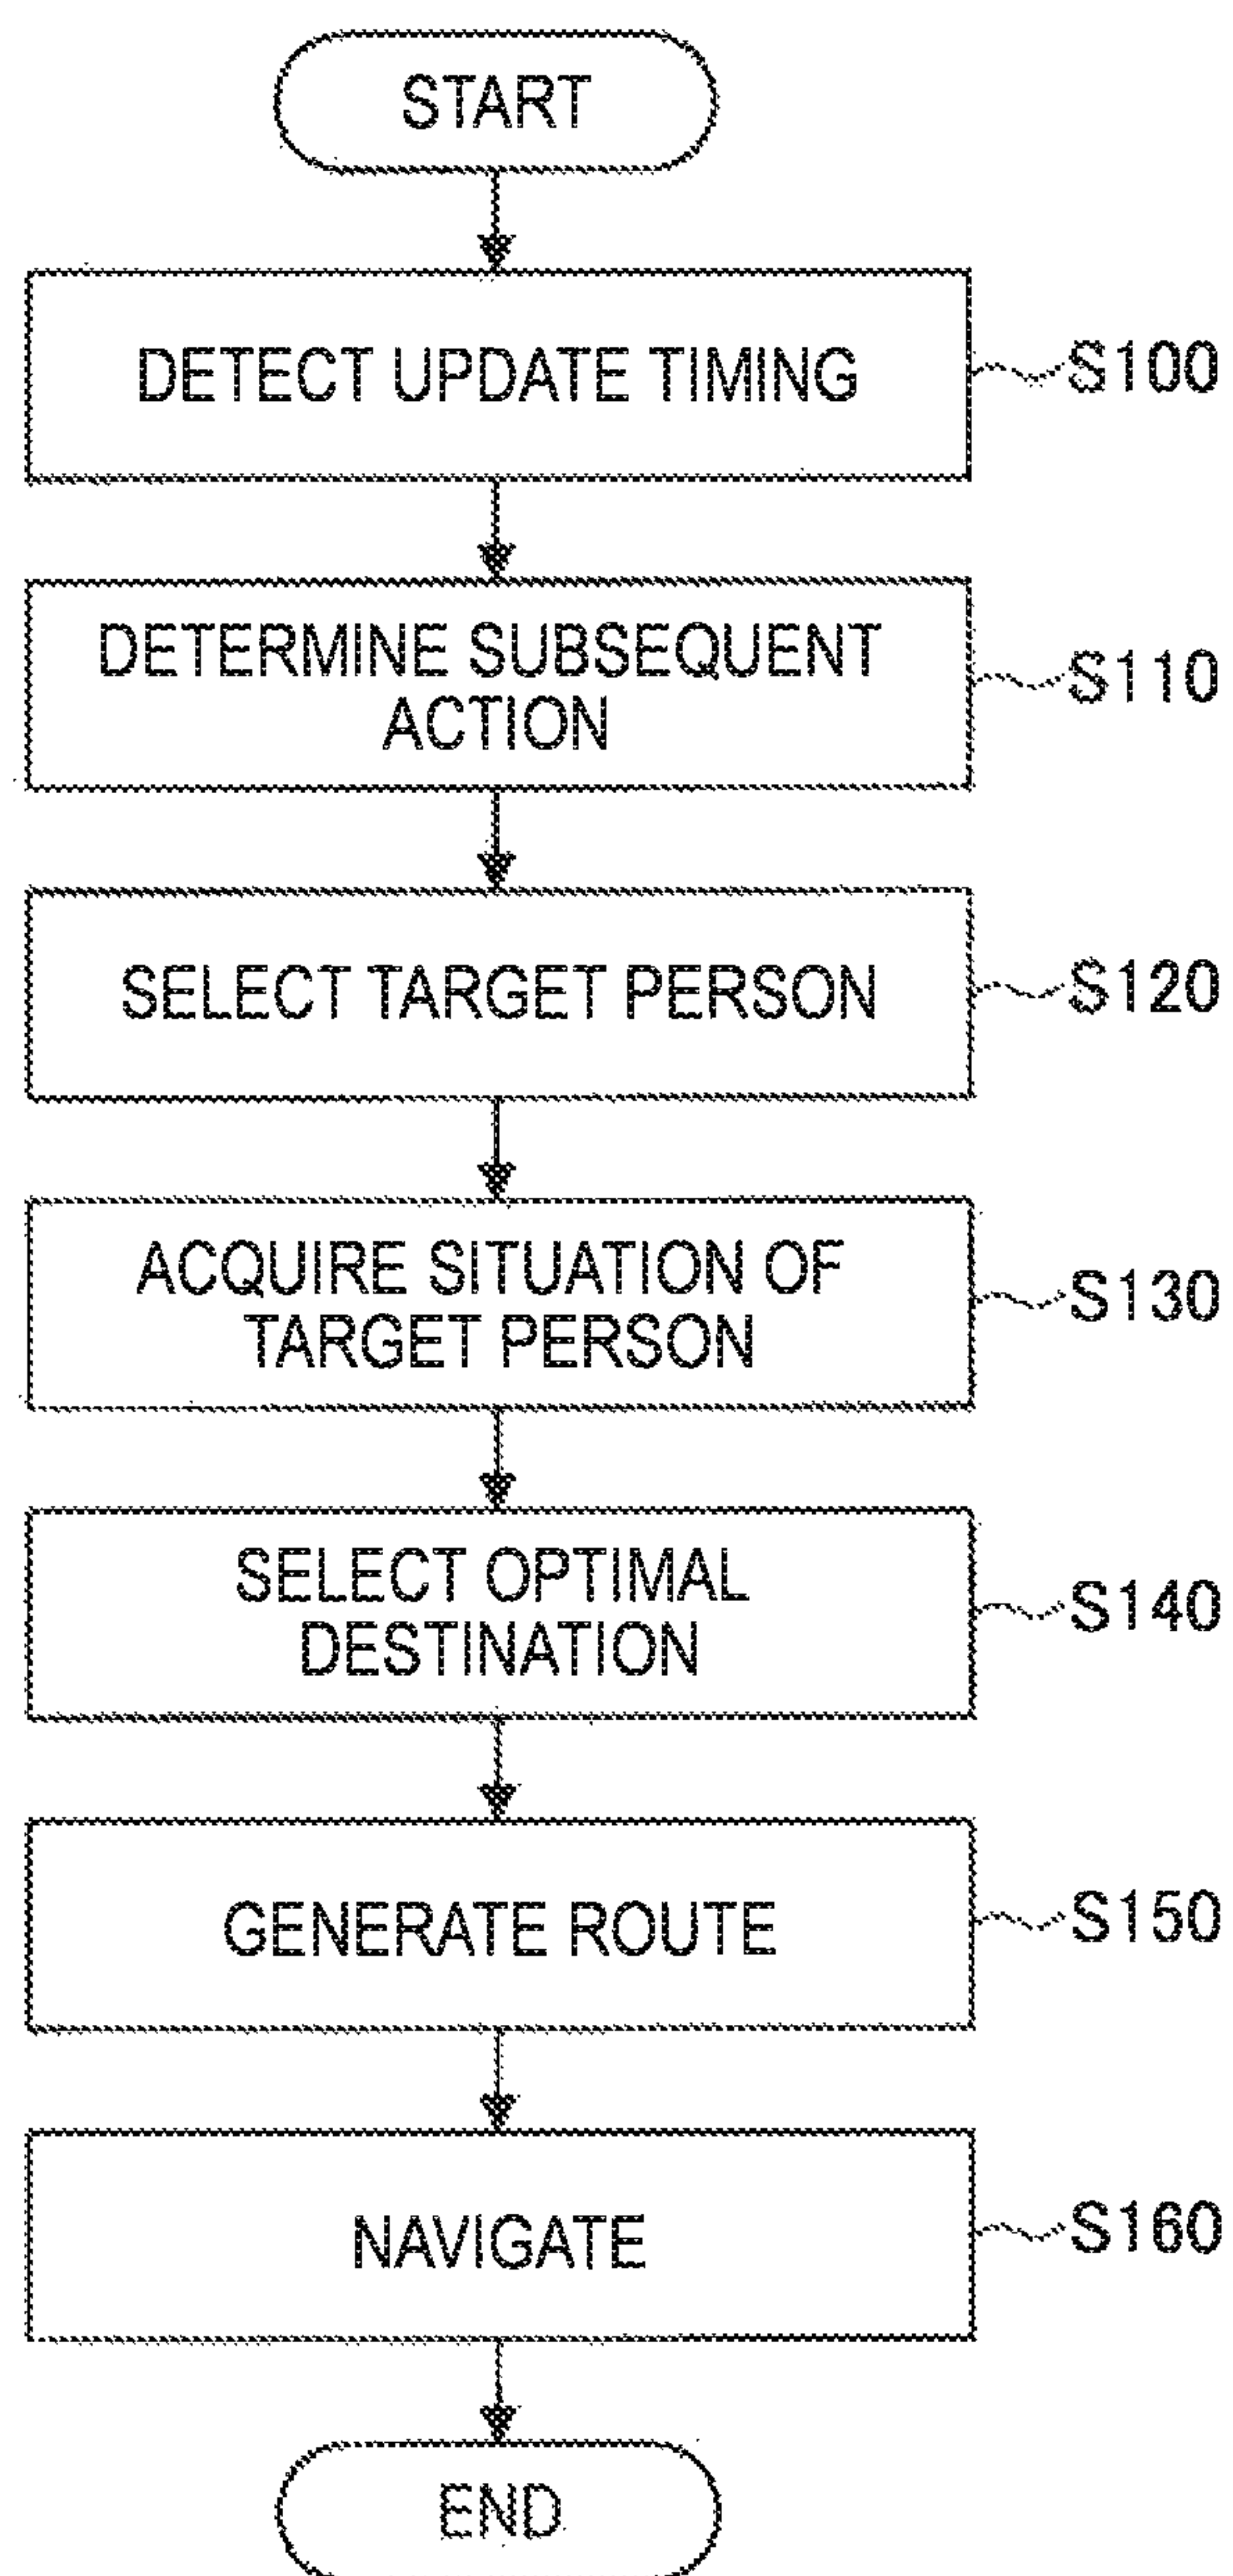 START
DETECT UPDATE TIMING
S100
DETERMINE SUBSEQUENT
ACTION
S110
SELECT TARGET PERSON
S120
ACQUIRE SITUATION OF
TARGET PERSON
S130
SELECT OPTIMAL
DESTINATION
S140
GENERATE ROUTE
S150
NAVIGATE
S160
END